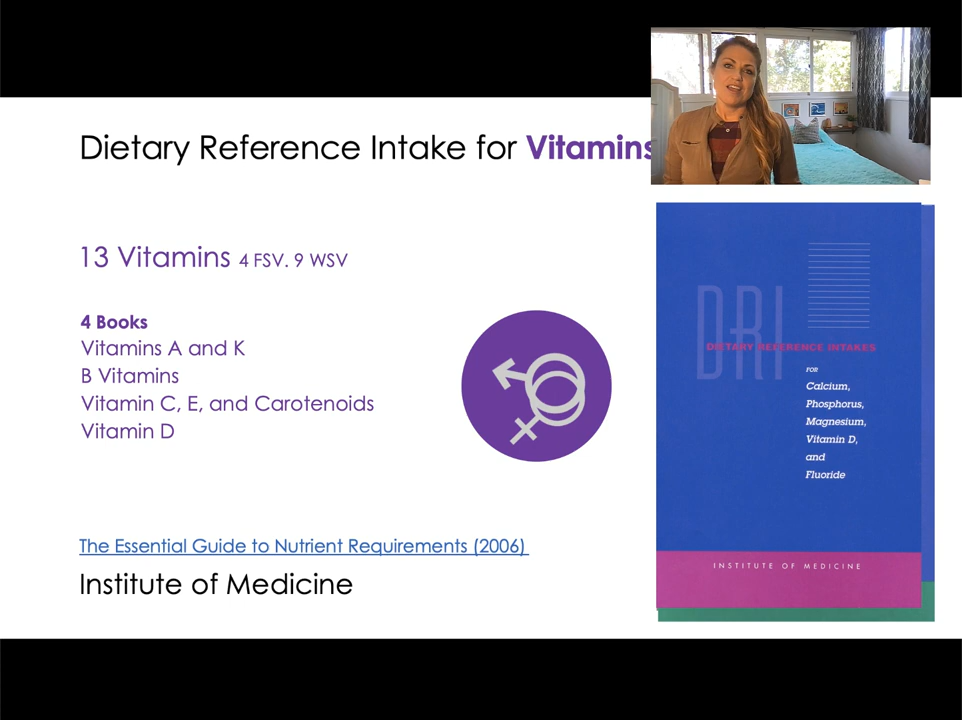 Dietary Reference Intake for Vitamins
13 Vitamins 4 FSV. 9 WSV
4 Books
Vitamins A and K
B Vitamins
Vitamin C, E, and Carotenoids
Vitamin D
The Essential Guide to Nutrient Requirements (2006)
Institute of Medicine
DRI
DIETARY REFERENCE INTAKES
FOR
Calcium,
Phosphorus,
Magnesium,
Vitamin D,
and
Fluoride
INSTITUTE OF MEDICINE